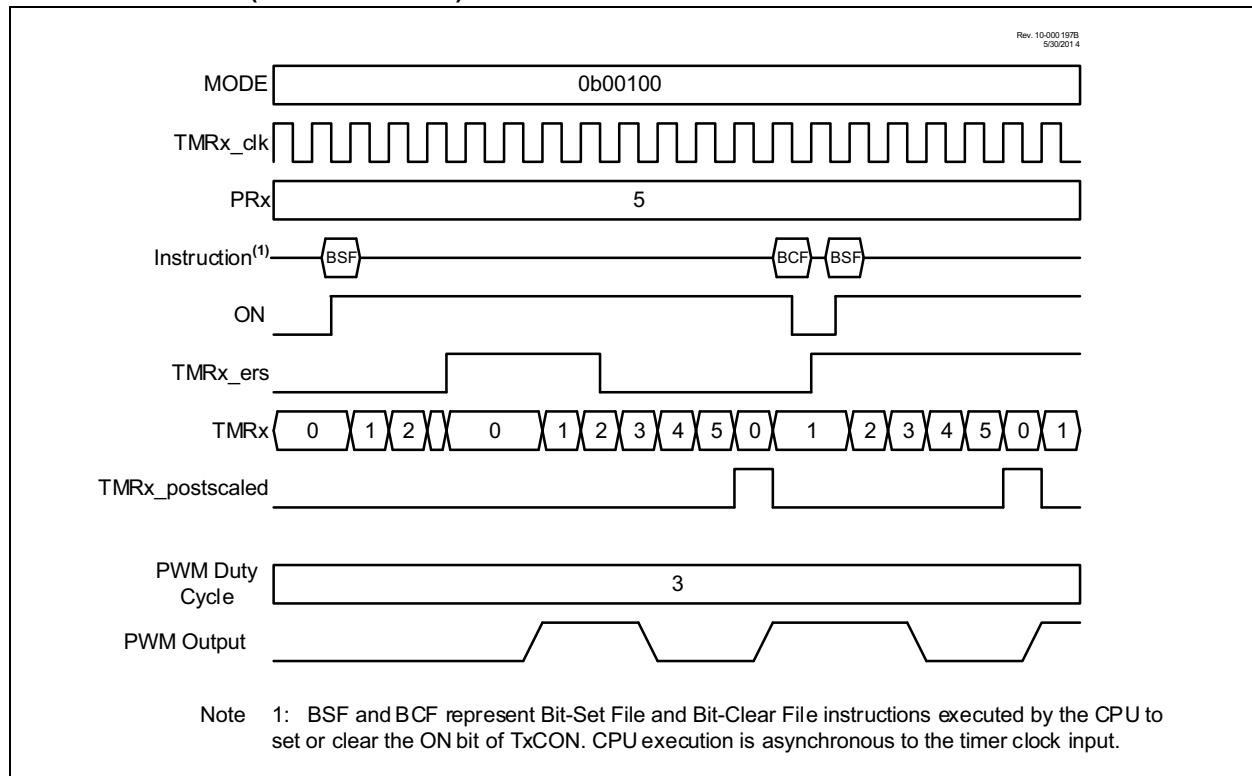 Rev. 10-000197B
5/30/2014
MODE 0b00100
TMRx_clk
PRx 5
Instruction(1) BSF BCF BSF
ON
TMRx_ers
TMRx 0 1 2 0 1 2 3 4 5 0 1 2 3 4 5 0 1
TMRx_postscaled
PWM Duty
Cycle 3
PWM Output
Note 1: BSF and BCF represent Bit-Set File and Bit-Clear File instructions executed by the CPU to
set or clear the ON bit of TxCON. CPU execution is asynchronous to the timer clock input.